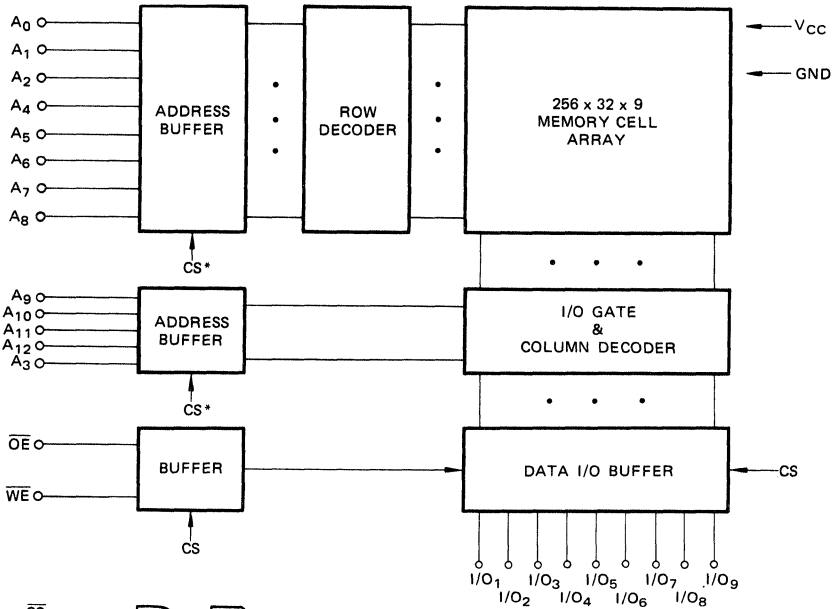 A0
A1
A2
A4
A5
A6
A7
A8
ADDRESS
BUFFER
CS*
ROW
DECODER
256 x 32 x 9
MEMORY CELL
ARRAY
VCC
GND
A9
A10
A11
A12
A3
ADDRESS
BUFFER
CS*
I/O GATE
&
COLUMN DECODER
OE
WE
BUFFER
CS
DATA I/O BUFFER
CS
I/O1
I/O2
I/O3
I/O4
I/O5
I/O6
I/O7
I/O8
I/O9